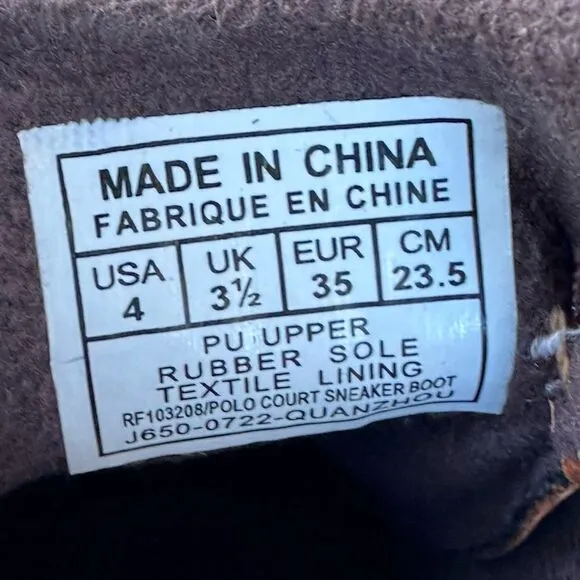 MADE IN CHINA
FABRIQUE EN CHINE
USA UK EUR CM
4 3½ 35 23.5
PU UPPER
RUBBER SOLE
TEXTILE LINING
RF103208/POLO COURT SNEAKER BOOT
J650-0722-QUANZHOU